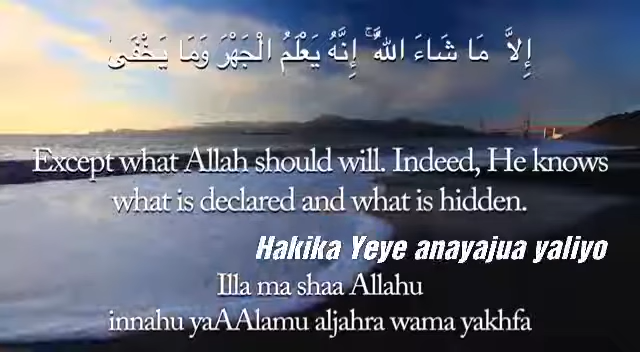 إِلاَّ مَا شَاءَ اللَّهُ ۚ إِنَّهُ يَعْلَمُ الْجَهْرَ وَمَا يَخْفَىٰ
Except what Allah should will. Indeed, He knows
what is declared and what is hidden.
Hakika Yeye anayajua yaliyo
Illa ma shaa Allahu
innahu yaAAlamu aljahra wama yakhfa